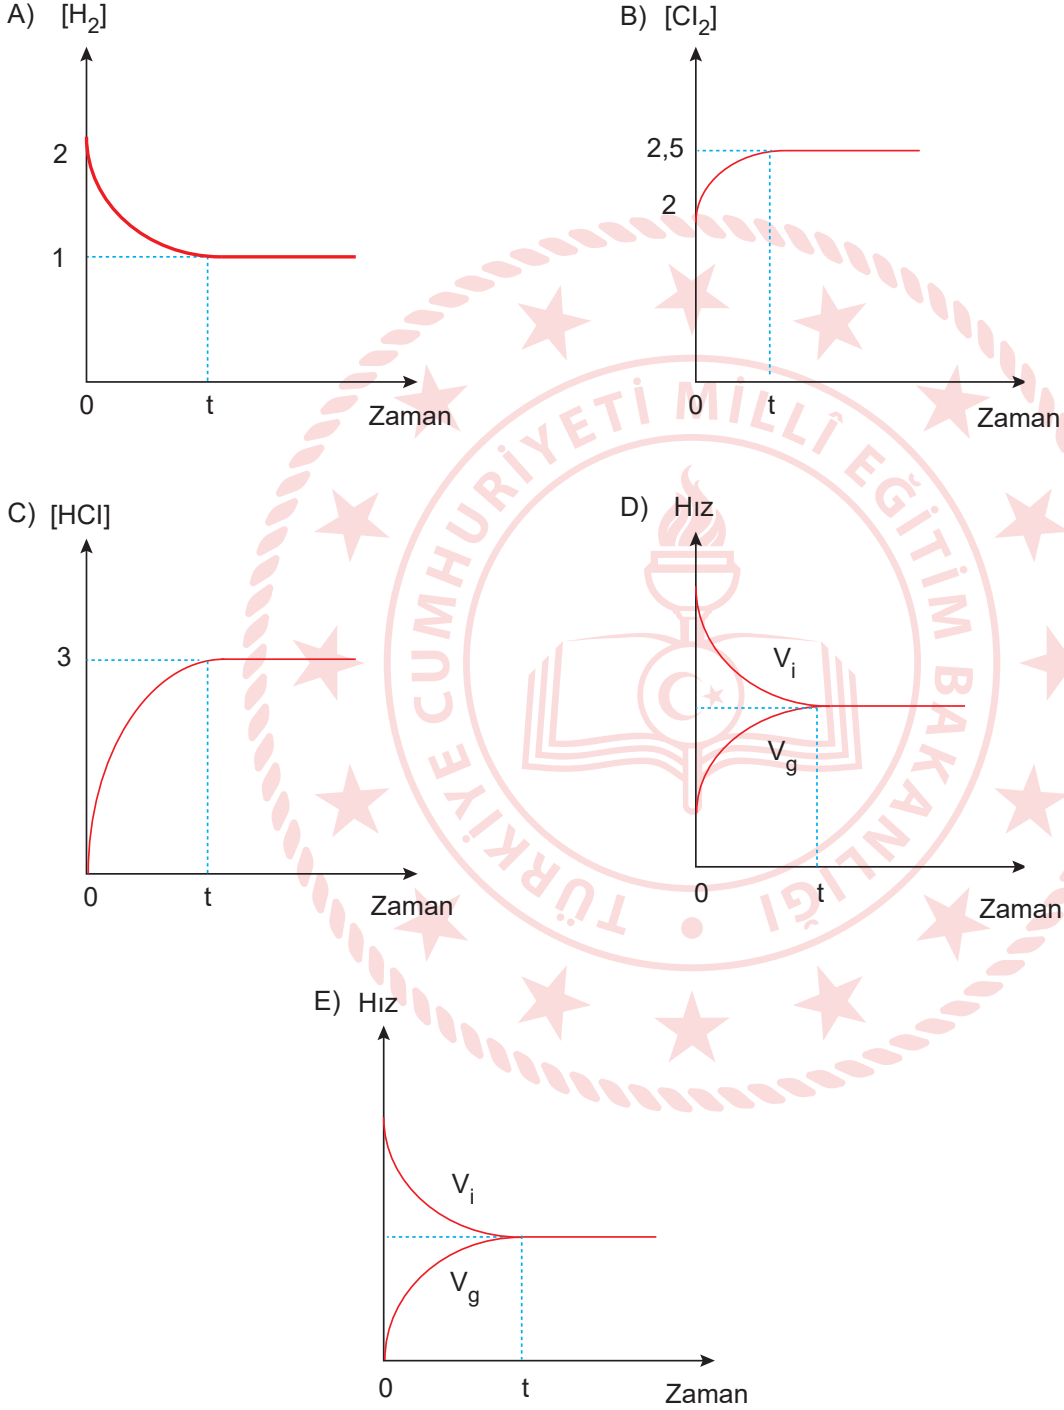 A) [H2]
2
1
0 t Zaman
B) [Cl2]
2,5
2
0 t Zaman
C) [HCl]
3
0 t Zaman
D) Hız
Vi
Vg
0 t Zaman
E) Hız
Vi
Vg
0 t Zaman
TÜRKİYE CUMHURİYETİ MİLLÎ EĞİTİM BAKANLIĞI